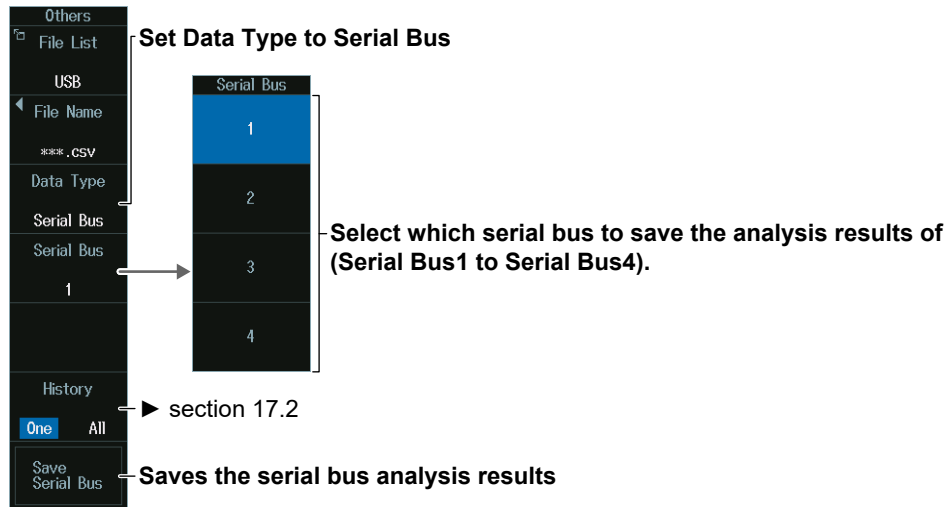 Others
File List
USB
File Name
***.csv
Data Type
Serial Bus
Serial Bus
1
History
One All
Save
Serial Bus
Set Data Type to Serial Bus
Serial Bus
1
2
3
4
Select which serial bus to save the analysis results of
(Serial Bus1 to Serial Bus4).
► section 17.2
Saves the serial bus analysis results